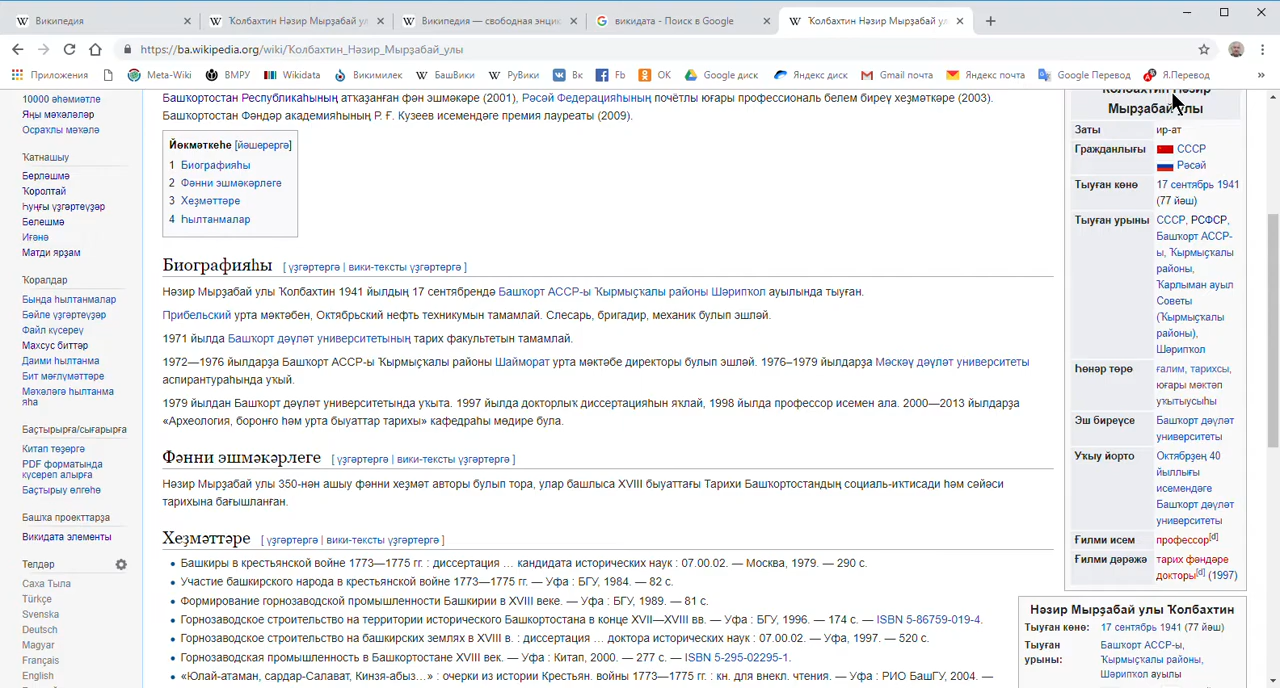 Википедия
Ҡолбахтин Нәзир Мырҙабай ул
Википедия — свободная энци
викидата - Поиск в Google
Ҡолбахтин Нәзир Мырҙабай ул
https://ba.wikipedia.org/wiki/Ҡолбахтин_Нәзир_Мырҙабай_улы
Приложения
Meta-Wiki
ВМРУ
Wikidata
Викимилек
БашВики
РуВики
Вк
Fb
ОК
Google диск
Яндекс диск
Gmail почта
Яндекс почта
Google Перевод
Я.Перевод
»
10000 әһәмиәтле
Яңы мәҡәләләр
Осраҡлы мәҡәлә
Ҡатнашыу
Берләшмә
Ҡоролтай
Һуңғы үҙгәртеүҙәр
Белешмә
Иғәнә
Матди ярҙам
Ҡоралдар
Бында һылтанмалар
Бәйле үҙгәртеүҙәр
Файл күсереү
Махсус биттәр
Даими һылтанма
Бит мәғлүмәттәре
Мәҡәләгә һылтанма
яһа
Баҫтырырға/сығарырға
Китап төҙөргә
PDF форматында
күсереп алырға
Баҫтырыу өлгөһө
Башҡа проекттарҙа
Викидата элементы
Телдәр
Саха Тыла
Türkçe
Svenska
Deutsch
Magyar
Français
English
Башҡортостан Республикаһының атҡаҙанған фән эшмәкәре (2001), Рәсәй Федерацияһының почётлы юғары профессиональ белем биреү хеҙмәткәре (2003).
Башҡортостан Фәндәр академияһының Р. Ғ. Кузеев исемендәге премия лауреаты (2009).
Йөкмәткеһе [йәшерергә]
1 Биографияһы
2 Фәнни эшмәкәрлеге
3 Хеҙмәттәре
4 Һылтанмалар
Биографияһы [ үҙгәртергә | вики-тексты үҙгәртеү ]
Нәзир Мырҙабай улы Ҡолбахтин 1941 йылдың 17 сентябрендә Башҡорт АССР-ы Ҡырмыҫҡалы районы Шәрипҡол ауылында тыуған.
Прибельский урта мәктәбен, Октябрьский нефть техникумын тамамлай. Слесарь, бригадир, механик булып эшләй.
1971 йылда Башҡорт дәүләт университетының тарих факультетын тамамлай.
1972—1976 йылдарҙа Башҡорт АССР-ы Ҡырмыҫҡалы районы Шайморат урта мәктәбе директоры булып эшләй. 1976–1979 йылдарҙа Мәскәү дәүләт университеты
аспирантураһында уҡый.
1979 йылдан Башҡорт дәүләт университетында уҡыта. 1997 йылда докторлыҡ диссертацияһын яҡлай, 1998 йылда профессор исемен ала. 2000—2013 йылдарҙа
«Археология, боронғо һәм урта быуаттар тарихы» кафедраһы мөдире була.
Фәнни эшмәкәрлеге [ үҙгәртергә | вики-тексты үҙгәртергә ]
Нәзир Мырҙабай улы 350-нән ашыу фәнни хеҙмәт авторы булып тора, улар башлыса XVIII быуаттағы Тарихи Башҡортостандың социаль-иҡтисади һәм сәйәси
тарихына бағышланған.
Хеҙмәттәре [ үҙгәртергә | вики-тексты үҙгәртергә ]
• Башкиры в крестьянской войне 1773—1775 гг. : диссертация … кандидата исторических наук : 07.00.02. — Москва, 1979. — 290 с.
• Участие башкирского народа в крестьянской войне 1773—1775 гг. — Уфа : БГУ, 1984. — 82 с.
• Формирование горнозаводской промышленности Башкирии в XVIII веке. — Уфа : БГУ, 1989. — 81 с.
• Горнозаводское строительство на территории исторического Башкортостана в конце XVII—XVIII вв. — Уфа : БГУ, 1996. — 174 с. — ISBN 5-86759-019-4.
• Горнозаводское строительство на башкирских землях в XVIII в. : диссертация … доктора исторических наук : 07.00.02. — Уфа, 1997. — 520 с.
• Горнозаводская промышленность в Башкортостане XVIII век. — Уфа : Китап, 2000. — 277 с. — ISBN 5-295-02295-1.
• «Юлай-атаман, сардар-Салават, Кинзя-абыз…» : очерки из истории Крестьян. войны 1773—1775 гг. : кн. для внекл. чтения. — Уфа : РИО БашГУ, 2004. —
Ҡолбахтин Нәзир
Мырҙабай улы
Заты ир-ат
Гражданлығы СССР
Рәсәй
Тыуған көнө 17 сентябрь 1941
(77 йәш)
Тыуған урыны СССР, РСФСР,
Башҡорт АССР-
ы, Ҡырмыҫҡалы
районы,
Ҡарлыман ауыл
Советы
(Ҡырмыҫҡалы
районы),
Шәрипҡол
Һөнәр төрө ғалим, тарихсы,
юғары мәктәп
уҡытыусыһы
Эш биреүсе Башҡорт дәүләт
университеты
Уҡыу йорто Октябрҙең 40
йыллығы
исемендәге
Башҡорт дәүләт
университеты
Ғилми исем профессор[d]
Ғилми дәрәжә тарих фәндәре
докторы[d] (1997)
Нәзир Мырҙабай улы Ҡолбахтин
Тыуған көнө: 17 сентябрь 1941 (77 йәш)
Тыуған Башҡорт АССР-ы,
урыны: Ҡырмыҫҡалы районы,
Шәрипҡол ауылы